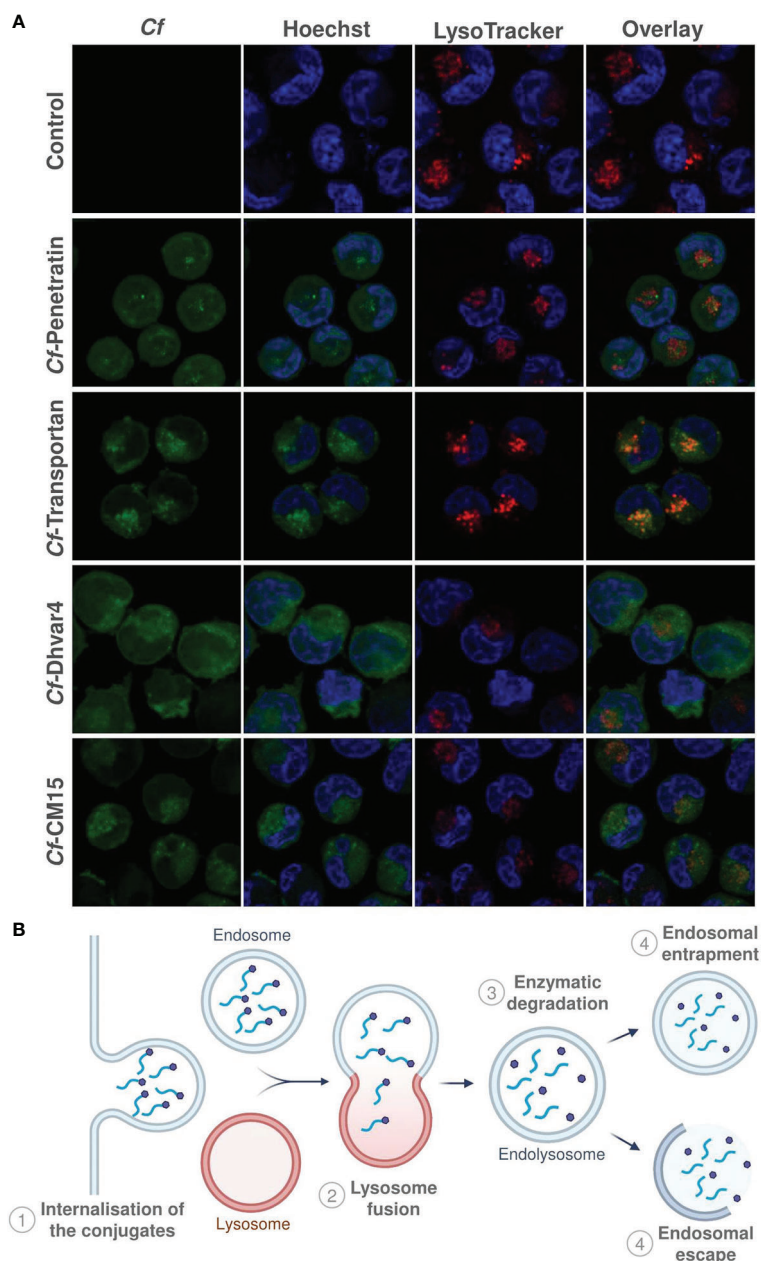 A
Cf
Hoechst
LysoTracker
Overlay
Control
Cf-Penetratin
Cf-Transportan
Cf-Dhvar4
Cf-CM15
B
Endosome
Lysosome
1 Internalisation of
the conjugates
2 Lysosome
fusion
3 Enzymatic
degradation
Endolysosome
4 Endosomal
entrapment
4 Endosomal
escape